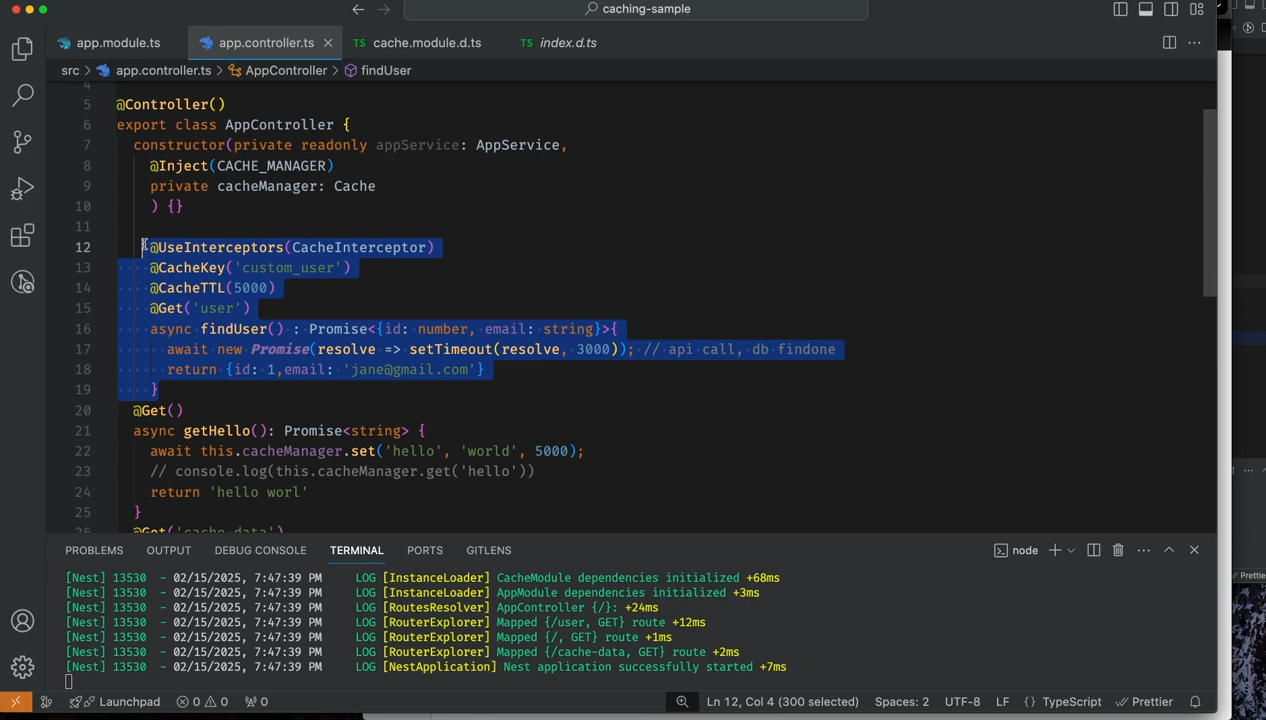 caching-sample
app.module.ts
app.controller.ts
TS cache.module.d.ts
TS index.d.ts
src > app.controller.ts > AppController > findUser
4
5 @Controller()
6 export class AppController {
7 constructor(private readonly appService: AppService,
8 @Inject(CACHE_MANAGER)
9 private cacheManager: Cache
10 ) {}
11
12 @UseInterceptors(CacheInterceptor)
13 @CacheKey('custom_user')
14 @CacheTTL(5000)
15 @Get('user')
16 async findUser() : Promise<{id: number, email: string}>{
17 await new Promise(resolve => setTimeout(resolve, 3000)); // api call, db findone
18 return {id: 1,email: 'jane@gmail.com'}
19 }
20 @Get()
21 async getHello(): Promise<string> {
22 await this.cacheManager.set('hello', 'world', 5000);
23 // console.log(this.cacheManager.get('hello'))
24 return 'hello worl'
25 }
26 @Get('cache-data')
PROBLEMS OUTPUT DEBUG CONSOLE TERMINAL PORTS GITLENS
node
[Nest] 13530 - 02/15/2025, 7:47:39 PM LOG [InstanceLoader] CacheModule dependencies initialized +68ms
[Nest] 13530 - 02/15/2025, 7:47:39 PM LOG [InstanceLoader] AppModule dependencies initialized +3ms
[Nest] 13530 - 02/15/2025, 7:47:39 PM LOG [RoutesResolver] AppController {/}: +24ms
[Nest] 13530 - 02/15/2025, 7:47:39 PM LOG [RouterExplorer] Mapped {/user, GET} route +12ms
[Nest] 13530 - 02/15/2025, 7:47:39 PM LOG [RouterExplorer] Mapped {/, GET} route +1ms
[Nest] 13530 - 02/15/2025, 7:47:39 PM LOG [RouterExplorer] Mapped {/cache-data, GET} route +2ms
[Nest] 13530 - 02/15/2025, 7:47:39 PM LOG [NestApplication] Nest application successfully started +7ms
Prettie
Launchpad 0 0 0 Ln 12, Col 4 (300 selected) Spaces: 2 UTF-8 LF {} TypeScript Prettier